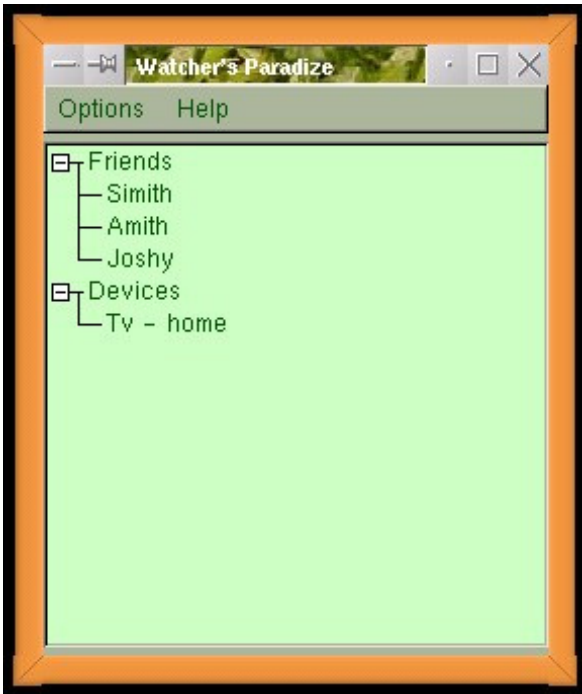 Watcher's Paradize
Options Help
Friends
Simith
Amith
Joshy
Devices
Tv - home